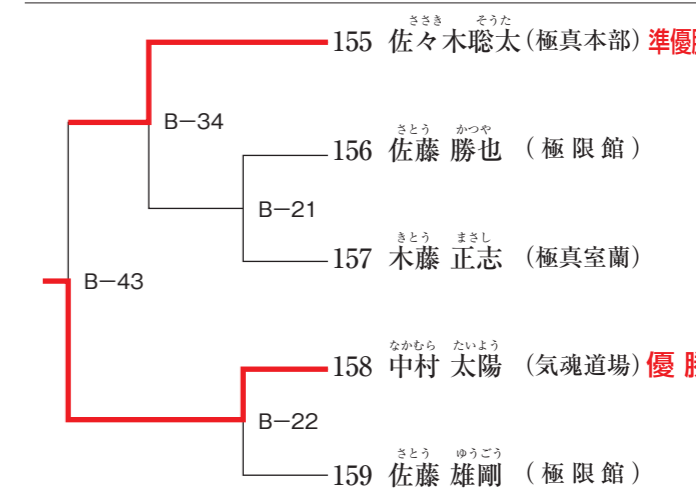 ささき そうた
155 佐々木聡太(極真本部) 準優勝
B－34
さとう かつや
156 佐藤 勝也 (極限館)
B－21
きとう まさし
157 木藤 正志 (極真室蘭)
B－43
なかむら たいよう
158 中村 太陽 (気魂道場) 優勝
B－22
さとう ゆうごう
159 佐藤 雄剛 (極限館)